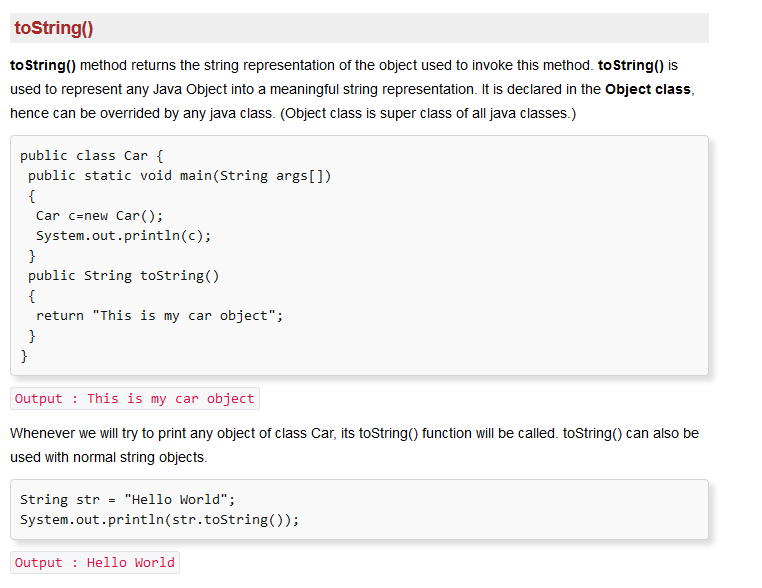 toString()
toString() method returns the string representation of the object used to invoke this method. toString() is
used to represent any Java Object into a meaningful string representation. It is declared in the Object class,
hence can be overrided by any java class. (Object class is super class of all java classes.)
public class Car {
 public static void main(String args[])
 {
  Car c=new Car();
  System.out.println(c);
 }
 public String toString()
 {
  return "This is my car object";
 }
}
Output : This is my car object
Whenever we will try to print any object of class Car, its toString() function will be called. toString() can also be
used with normal string objects.
String str = "Hello World";
System.out.println(str.toString());
Output : Hello World